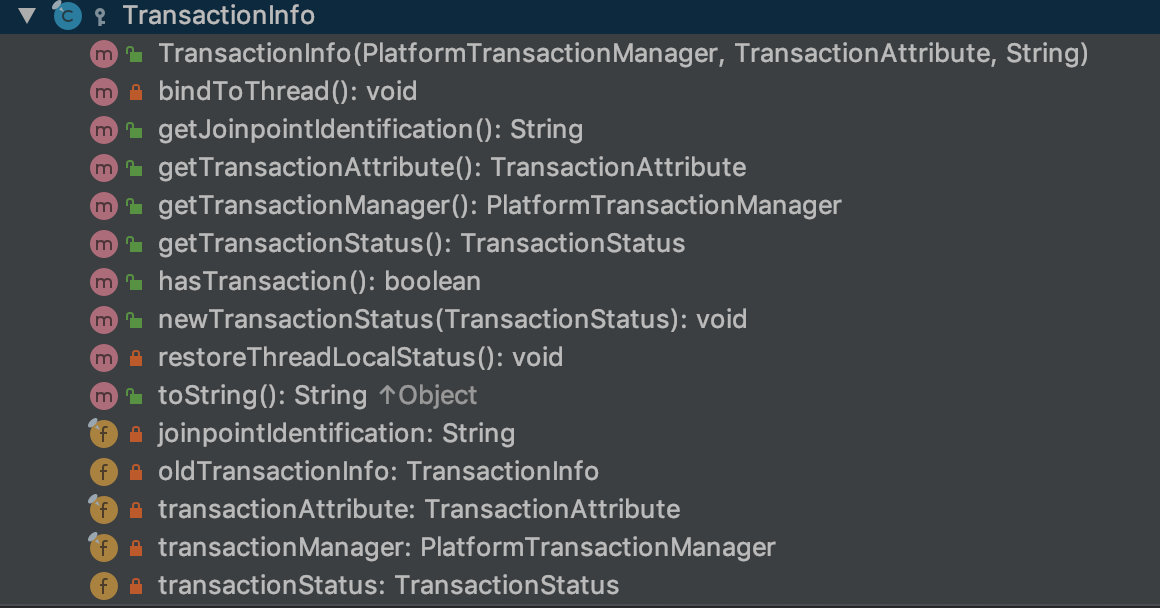 TransactionInfo
TransactionInfo(PlatformTransactionManager, TransactionAttribute, String)
bindToThread(): void
getJoinpointIdentification(): String
getTransactionAttribute(): TransactionAttribute
getTransactionManager(): PlatformTransactionManager
getTransactionStatus(): TransactionStatus
hasTransaction(): boolean
newTransactionStatus(TransactionStatus): void
restoreThreadLocalStatus(): void
toString(): String ↑Object
joinpointIdentification: String
oldTransactionInfo: TransactionInfo
transactionAttribute: TransactionAttribute
transactionManager: PlatformTransactionManager
transactionStatus: TransactionStatus